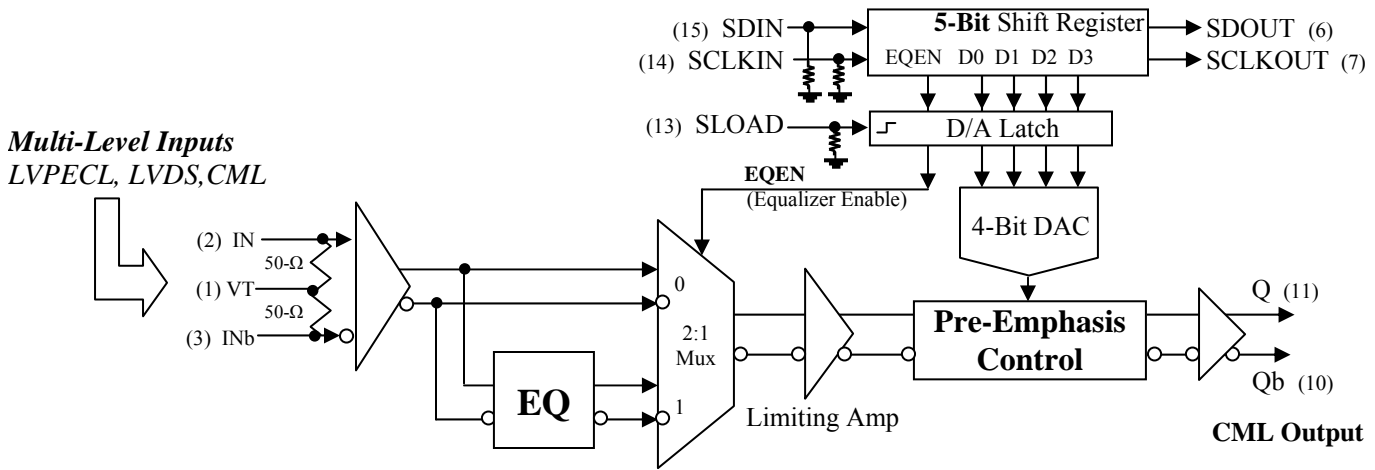 (15) SDIN
5-Bit Shift Register
SDOUT (6)
(14) SCLKIN
EQEN D0 D1 D2 D3
SCLKOUT (7)
(13) SLOAD
D/A Latch
Multi-Level Inputs
LVPECL, LVDS,CML
EQEN
(Equalizer Enable)
4-Bit DAC
(2) IN
50-Ω
(1) VT
50-Ω
(3) INb
0
2:1
Mux
1
EQ
Limiting Amp
Pre-Emphasis
Control
Q (11)
Qb (10)
CML Output